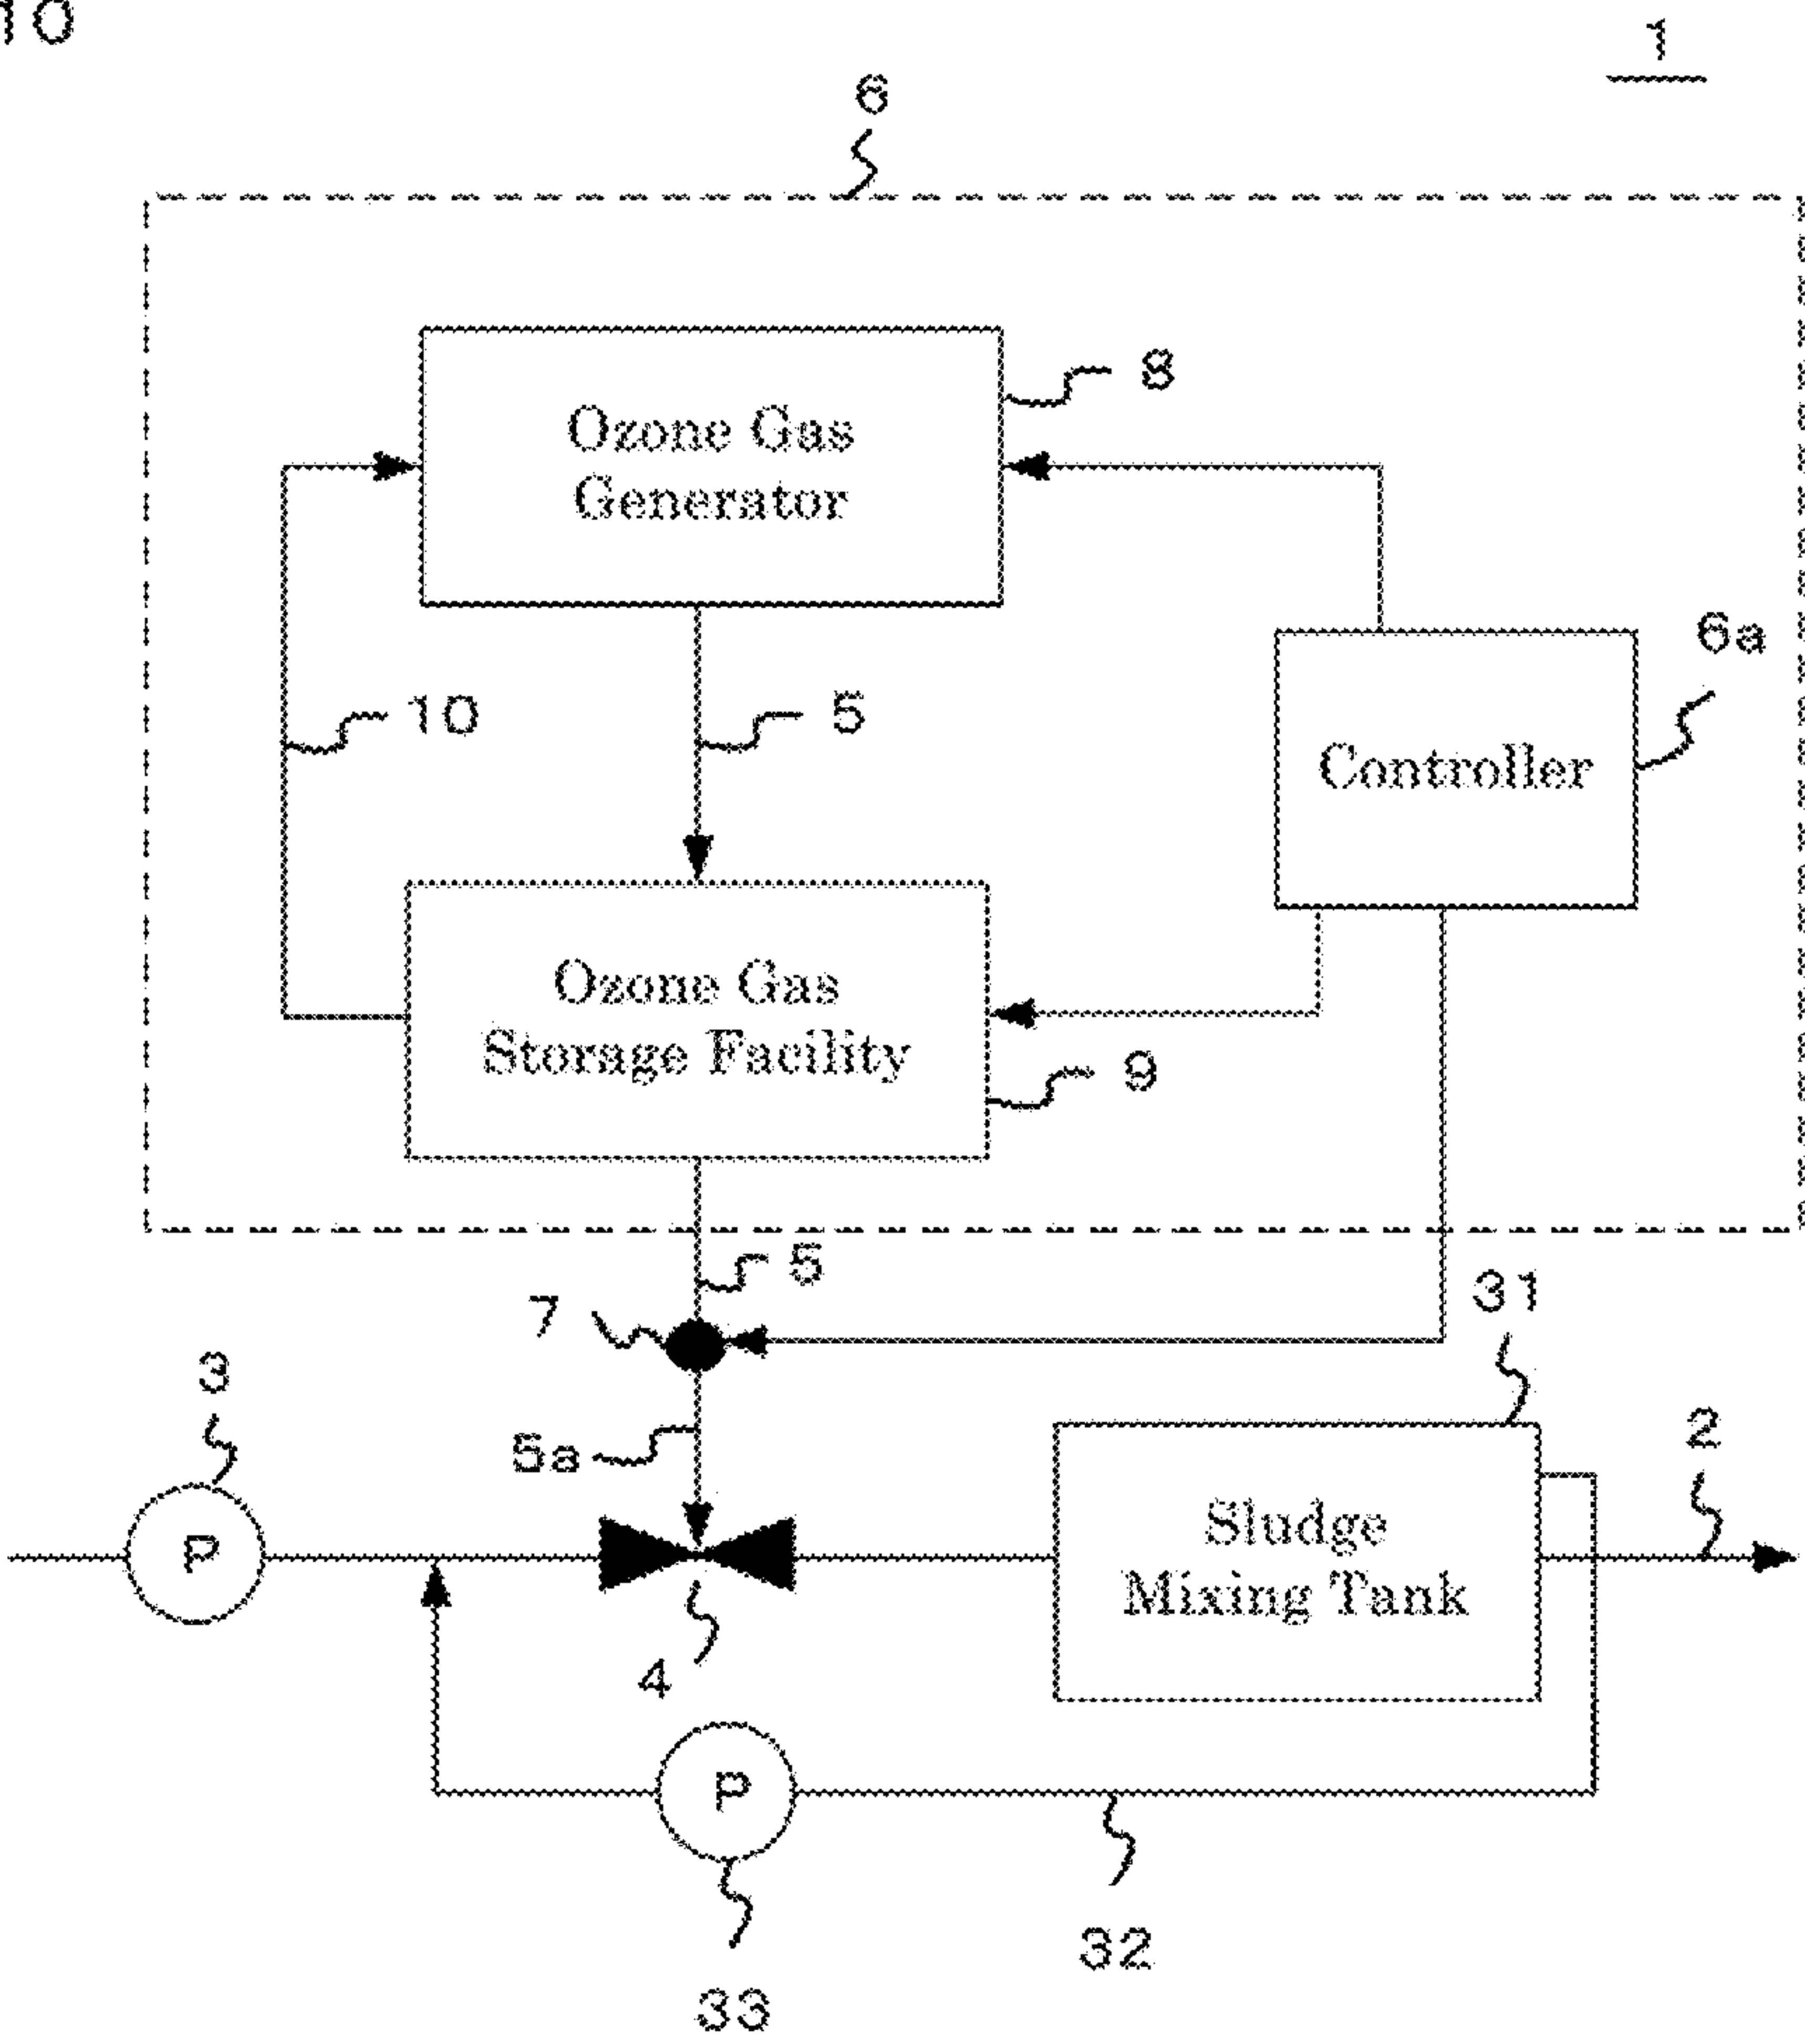 10
1
6
8
Ozone Gas
Generator
6a
10
5
Controller
Ozone Gas
Storage Facility
9
5
7
31
3
5a
2
P
Sludge
Mixing Tank
4
P
32
33